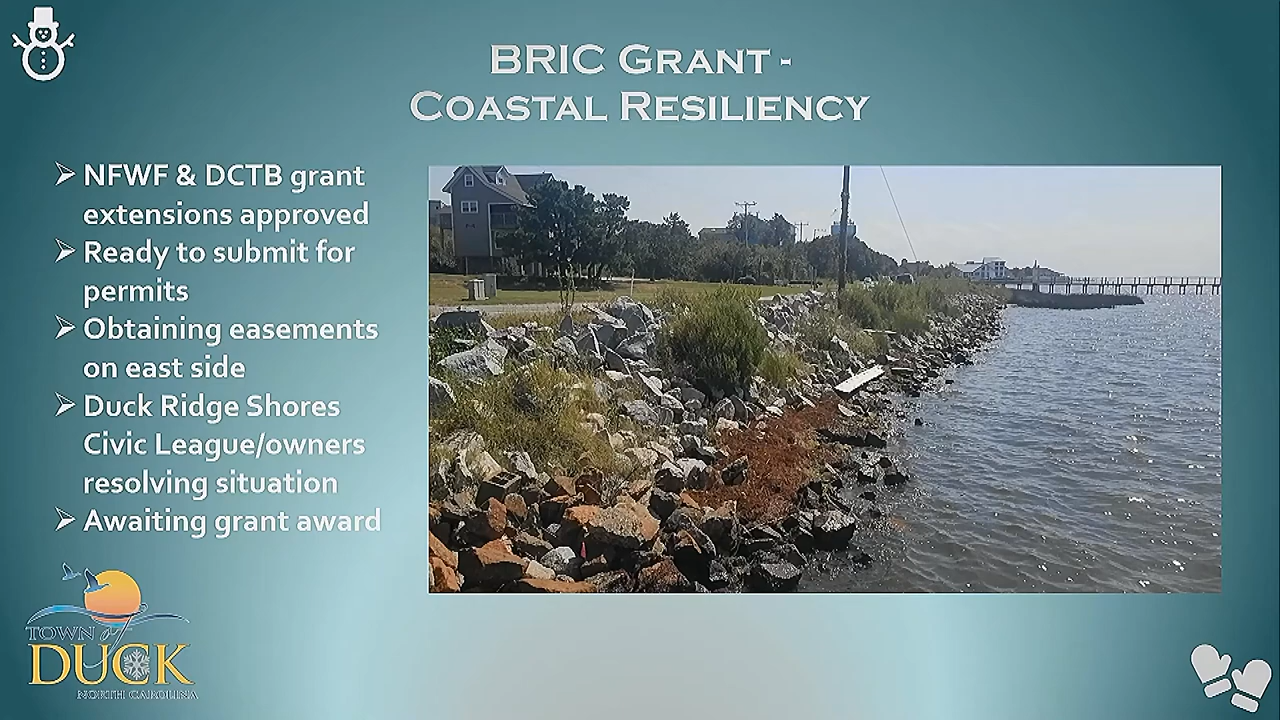 BRIC GRANT -
COASTAL RESILIENCY
NFWF & DCTB grant
extensions approved
Ready to submit for
permits
Obtaining easements
on east side
Duck Ridge Shores
Civic League/owners
resolving situation
Awaiting grant award
TOWN of
DUCK
NORTH CAROLINA